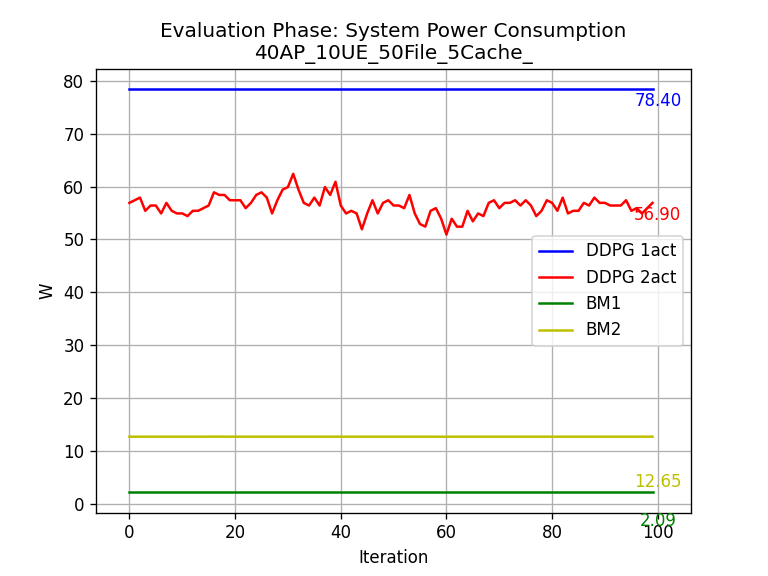 Evaluation Phase: System Power Consumption
40AP_10UE_50File_5Cache_
80
70
60
50
40
30
20
10
0
W
78.40
56.90
DDPG 1act
DDPG 2act
BM1
BM2
12.65
2.09
0
20
40
60
80
100
Iteration